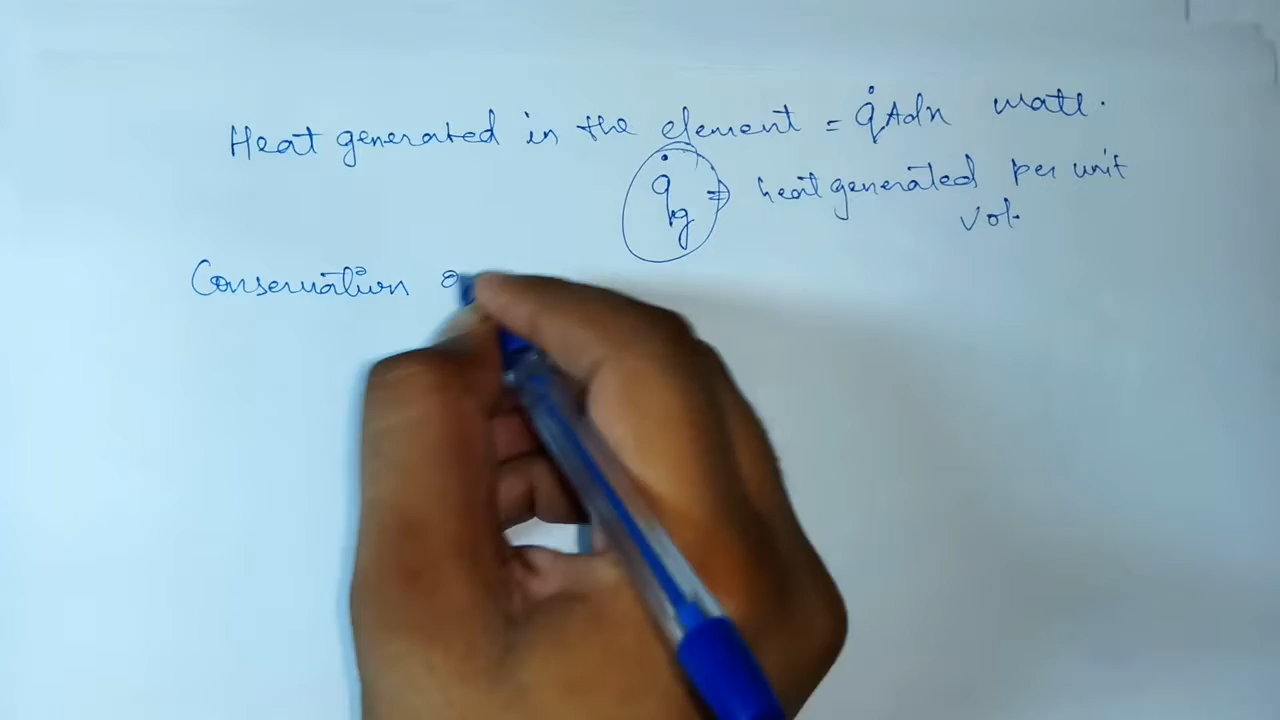 Heat generated in the element = q̇Adx watt.
q̇g ⇒ heat generated per unit
vol.
Conservation o